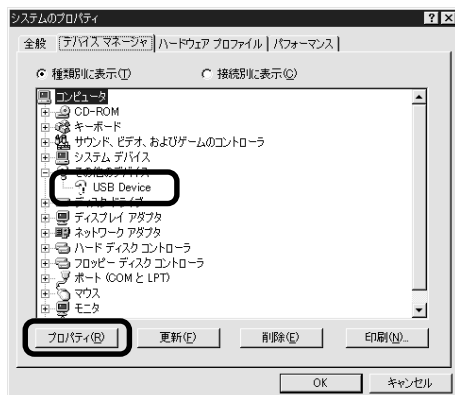 システムのプロパティ
全般 デバイス マネージャ ハードウェア プロファイル パフォーマンス
種類別に表示(T) 接続別に表示(C)
コンピュータ
CD-ROM
キーボード
サウンド、ビデオ、およびゲームのコントローラ
システム デバイス
その他のデバイス
USB Device
ディスク ドライブ
ディスプレイ アダプタ
ネットワーク アダプタ
ハード ディスク コントローラ
フロッピー ディスク コントローラ
ポート (COM と LPT)
マウス
モニタ
プロパティ(R) 更新(F) 削除(E) 印刷(N)...
OK キャンセル